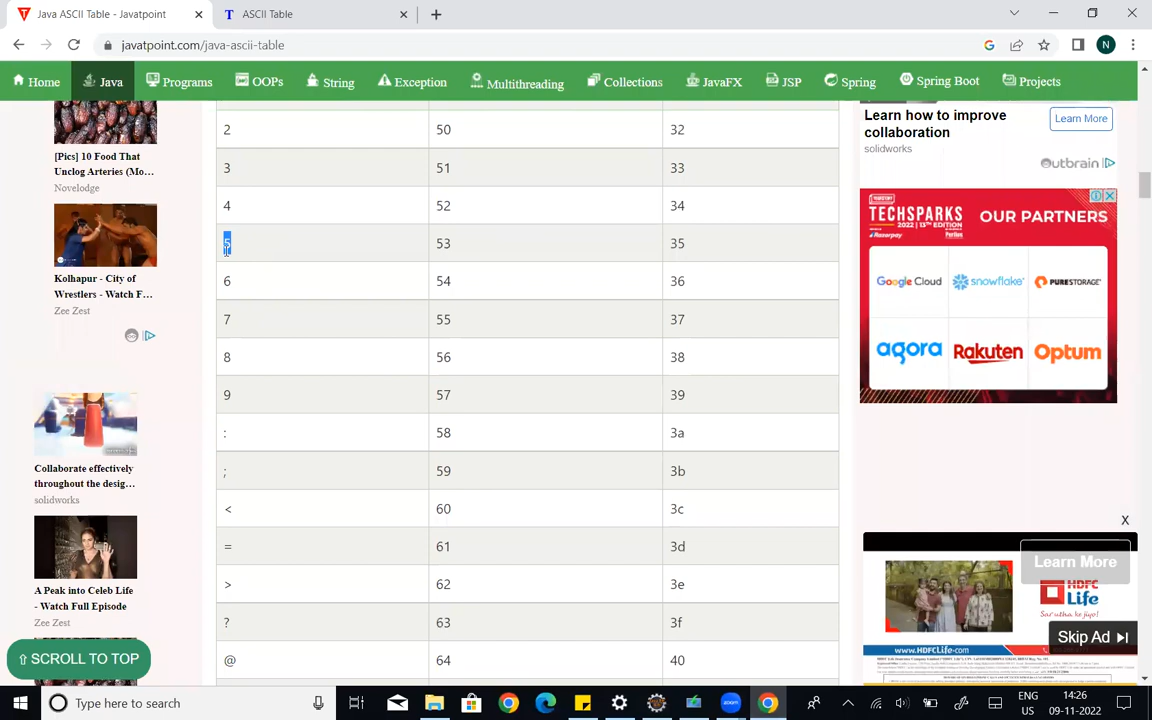 Java ASCII Table - Javatpoint
ASCII Table
javatpoint.com/java-ascii-table
N
Home Java Programs OOPs String Exception Multithreading Collections JavaFX JSP Spring Spring Boot Projects
[Pics] 10 Food That
Unclog Arteries (Mo...
Novelodge
Kolhapur - City of
Wrestlers - Watch F...
Zee Zest
Collaborate effectively
throughout the desig...
solidworks
A Peak into Celeb Life
- Watch Full Episode
Zee Zest
⇧ SCROLL TO TOP
2 50 32
3 51 33
4 52 34
5 53 35
6 54 36
7 55 37
8 56 38
9 57 39
: 58 3a
; 59 3b
< 60 3c
= 61 3d
> 62 3e
? 63 3f
@ 64 40
Learn how to improve
collaboration
solidworks
Learn More
Outbrain
TECHSPARKS
2022 | 13TH EDITION
Razorpay
OUR PARTNERS
Google Cloud snowflake PURESTORAGE
agora Rakuten Optum
X
Learn More
HDFC
Life
Sar utha ke jiyo!
Skip Ad
www.HDFCLife.com
Type here to search
ENG
US
14:26
09-11-2022